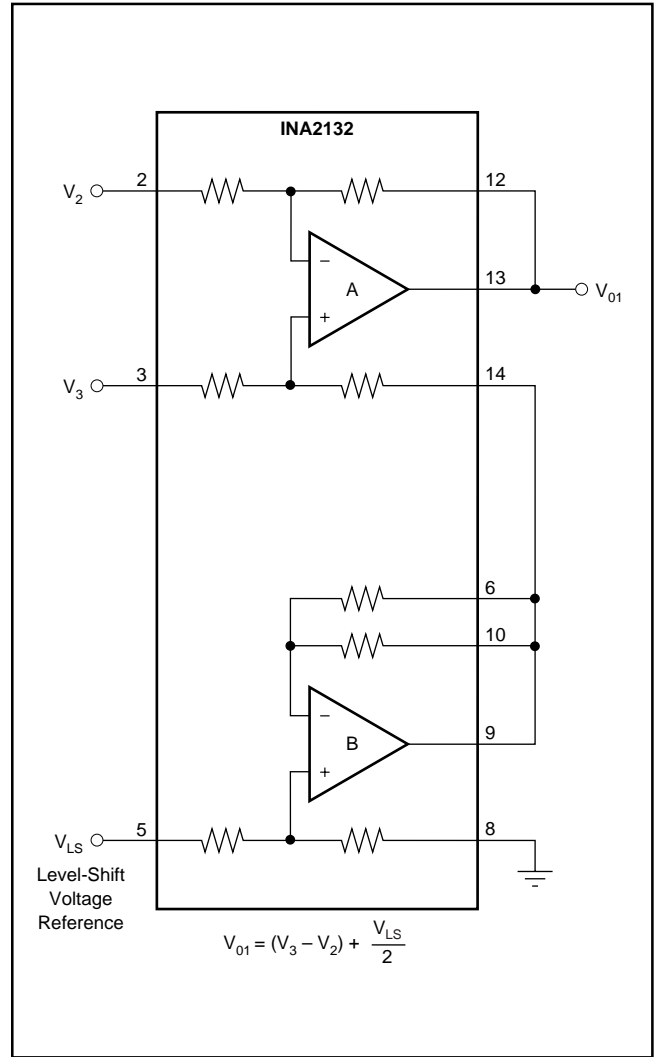 INA2132
V2
2
12
−
A
13
V01
+
V3
3
14
6
10
−
B
9
+
VLS
5
8
Level-Shift
Voltage
Reference
V01 = (V3 – V2) + VLS/2